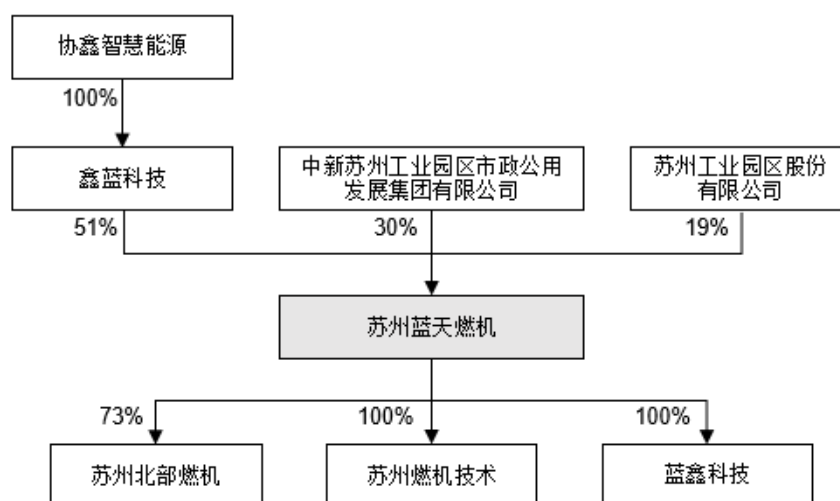 协鑫智慧能源
100%
鑫蓝科技
中新苏州工业园区市政公用
发展集团有限公司
苏州工业园区股份
有限公司
51%
30%
19%
苏州蓝天燃机
73%
100%
100%
苏州北部燃机
苏州燃机技术
蓝鑫科技